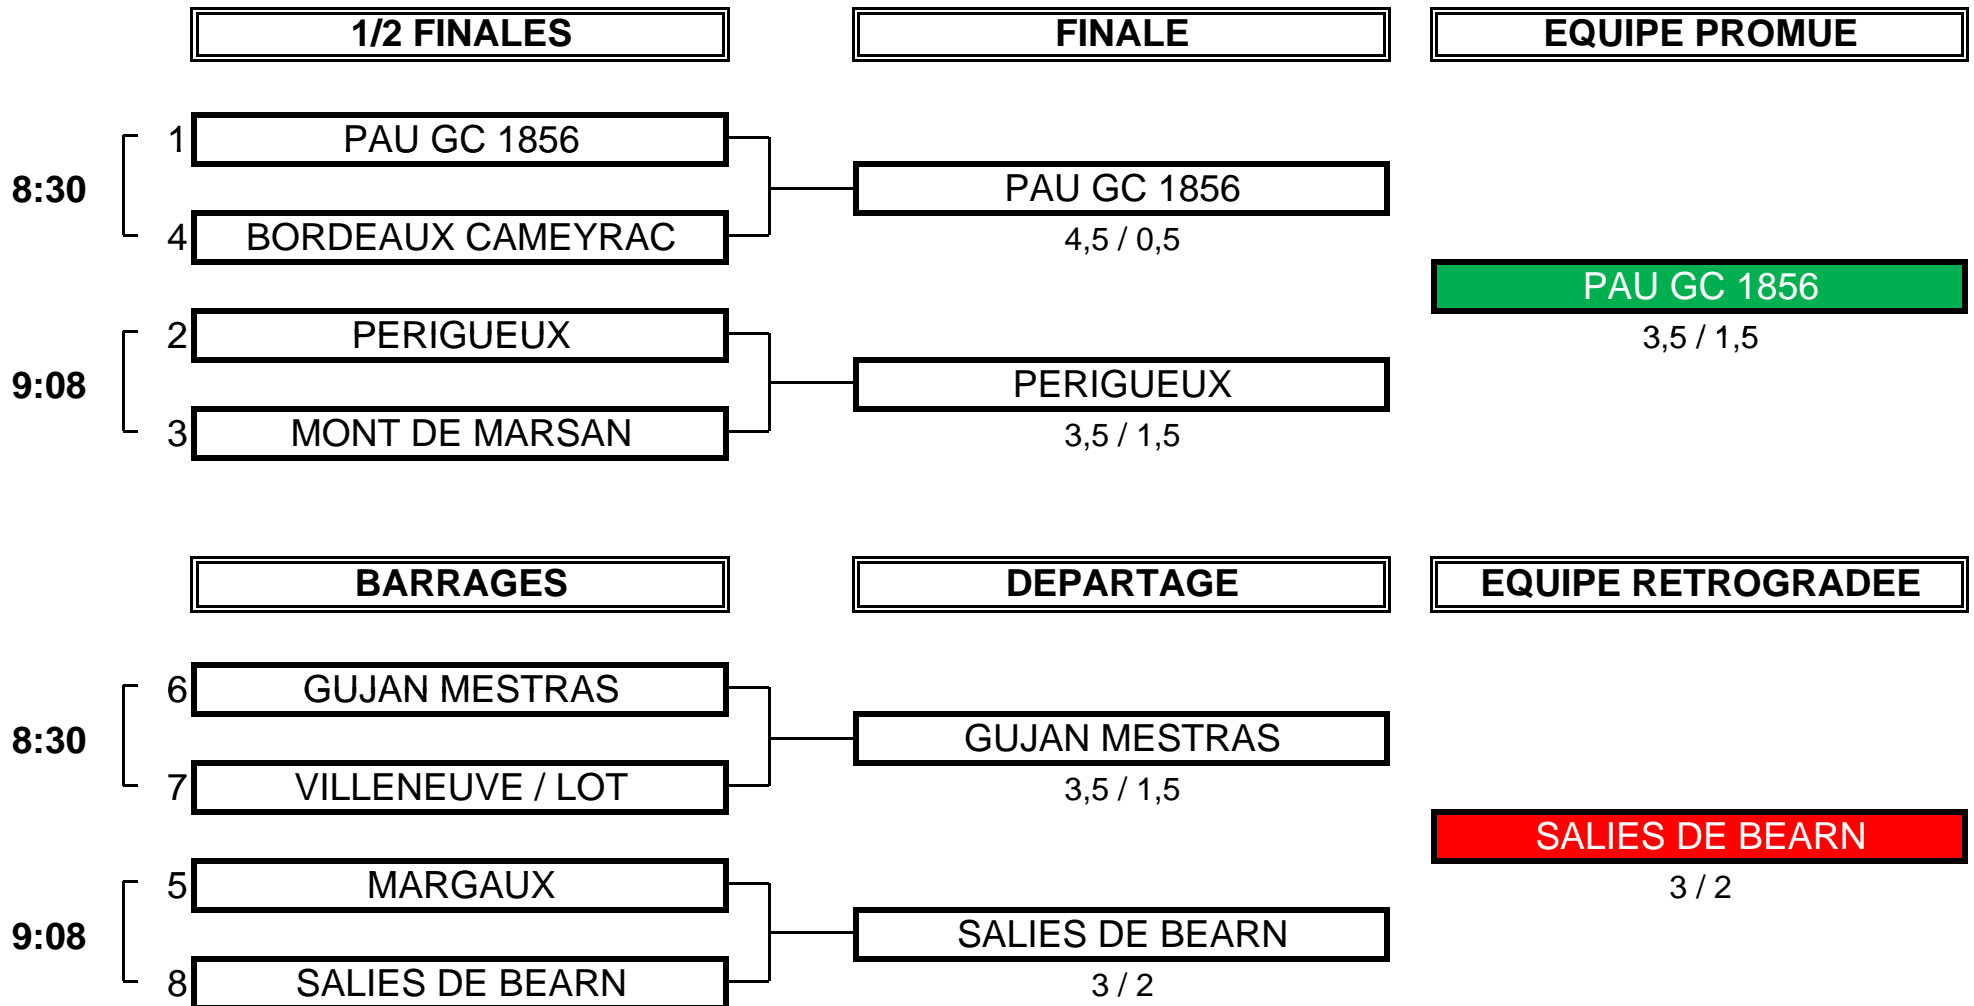 1/2 FINALES
FINALE
EQUIPE PROMUE
1 PAU GC 1856
8:30
PAU GC 1856
4 BORDEAUX CAMEYRAC
4,5 / 0,5
PAU GC 1856
2 PERIGUEUX
3,5 / 1,5
9:08
PERIGUEUX
3 MONT DE MARSAN
3,5 / 1,5
BARRAGES
DEPARTAGE
EQUIPE RETROGRADEE
6 GUJAN MESTRAS
8:30
GUJAN MESTRAS
7 VILLENEUVE / LOT
3,5 / 1,5
SALIES DE BEARN
5 MARGAUX
3 / 2
9:08
SALIES DE BEARN
8 SALIES DE BEARN
3 / 2